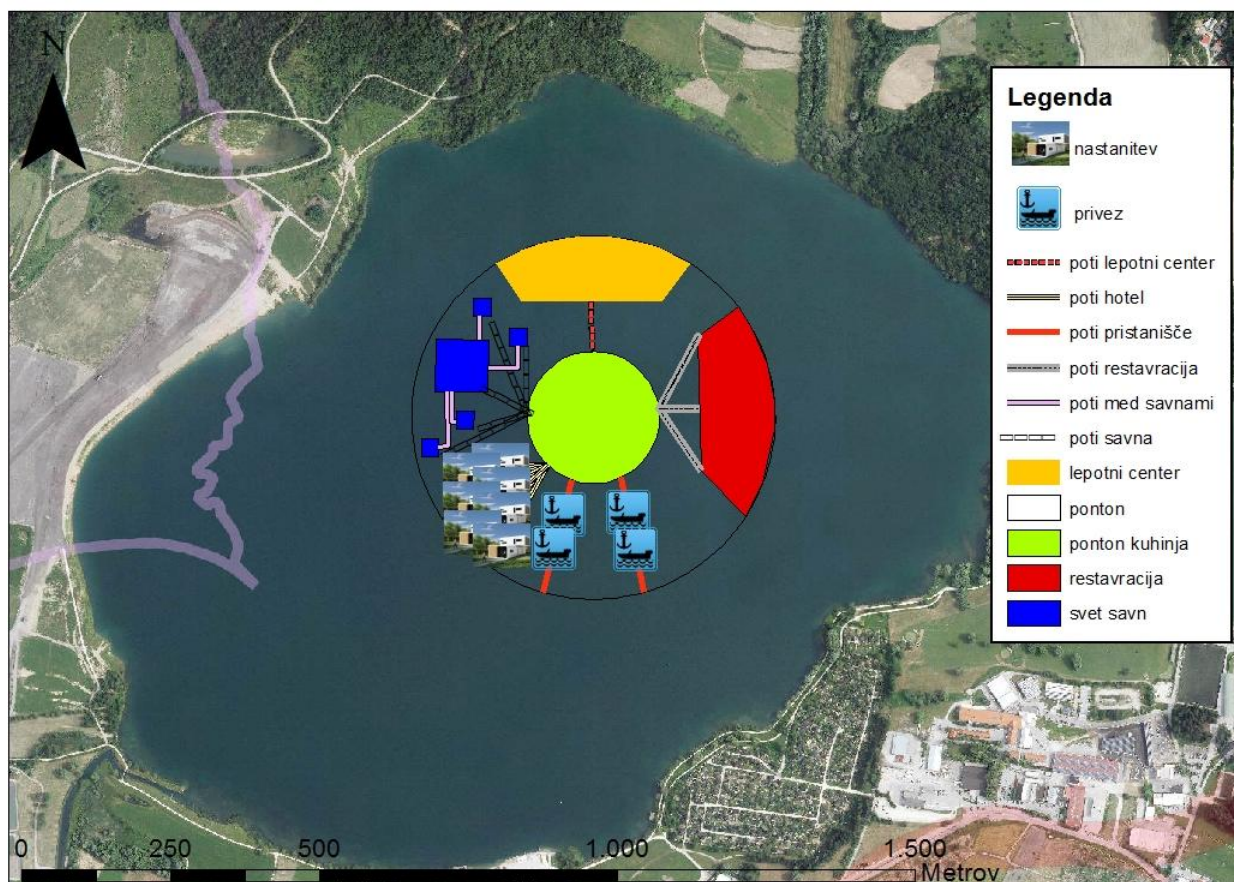 N
Legenda
nastanitev
privez
poti lepotni center
poti hotel
poti pristanišče
poti restavracija
poti med savnami
poti savna
lepotni center
ponton
ponton kuhinja
restavracija
svet savn
0 250 500 1.000 1.500
Metrov